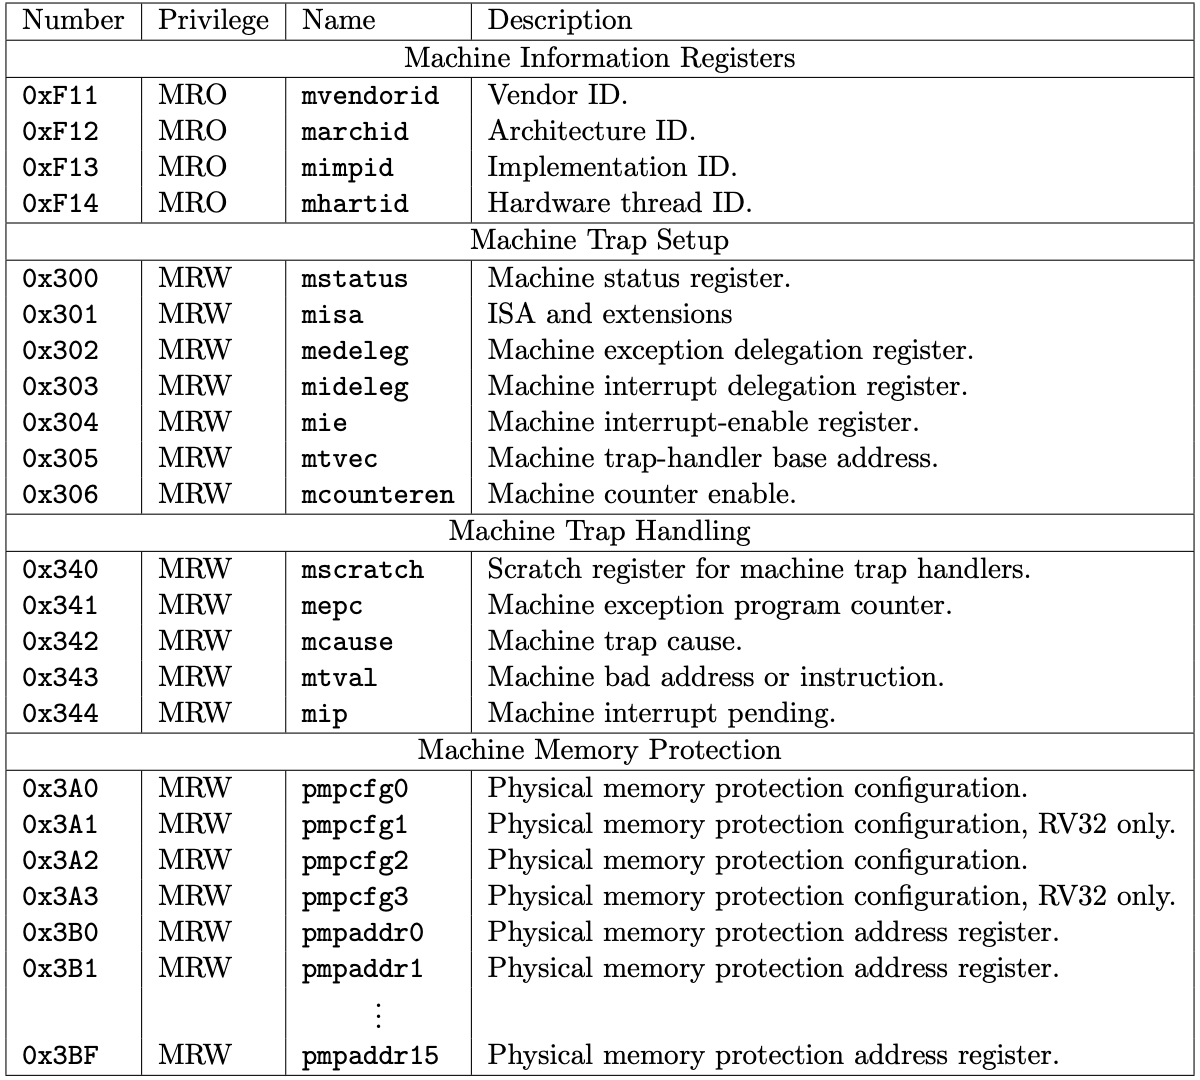 Number Privilege Name Description
Machine Information Registers
0xF11 MRO mvendorid Vendor ID.
0xF12 MRO marchid Architecture ID.
0xF13 MRO mimpid Implementation ID.
0xF14 MRO mhartid Hardware thread ID.
Machine Trap Setup
0x300 MRW mstatus Machine status register.
0x301 MRW misa ISA and extensions
0x302 MRW medeleg Machine exception delegation register.
0x303 MRW mideleg Machine interrupt delegation register.
0x304 MRW mie Machine interrupt-enable register.
0x305 MRW mtvec Machine trap-handler base address.
0x306 MRW mcounteren Machine counter enable.
Machine Trap Handling
0x340 MRW mscratch Scratch register for machine trap handlers.
0x341 MRW mepc Machine exception program counter.
0x342 MRW mcause Machine trap cause.
0x343 MRW mtval Machine bad address or instruction.
0x344 MRW mip Machine interrupt pending.
Machine Memory Protection
0x3A0 MRW pmpcfg0 Physical memory protection configuration.
0x3A1 MRW pmpcfg1 Physical memory protection configuration, RV32 only.
0x3A2 MRW pmpcfg2 Physical memory protection configuration.
0x3A3 MRW pmpcfg3 Physical memory protection configuration, RV32 only.
0x3B0 MRW pmpaddr0 Physical memory protection address register.
0x3B1 MRW pmpaddr1 Physical memory protection address register.
⋮
0x3BF MRW pmpaddr15 Physical memory protection address register.